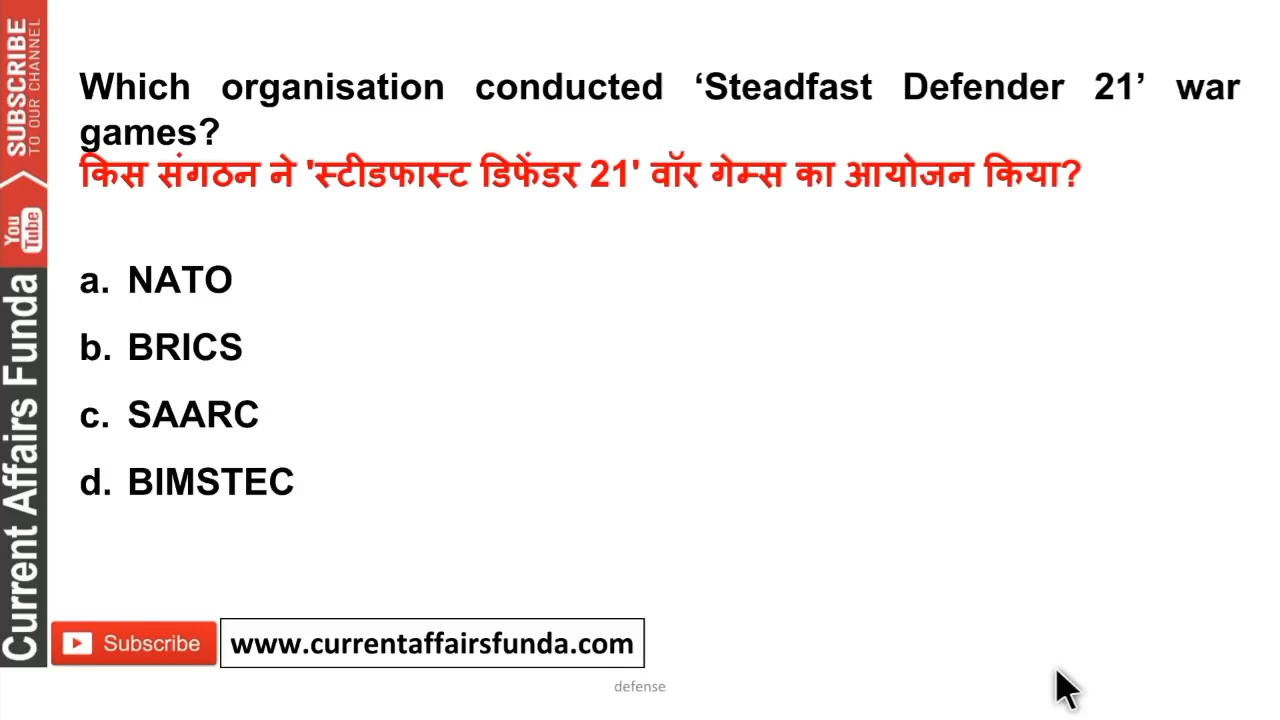 Which organisation conducted ‘Steadfast Defender 21’ war
games?
किस संगठन ने 'स्टीडफास्ट डिफेंडर 21' वॉर गेम्स का आयोजन किया?
a. NATO
b. BRICS
c. SAARC
d. BIMSTEC
SUBSCRIBE
TO OUR CHANNEL
You
Tube
Current Affairs Funda
Subscribe
www.currentaffairsfunda.com
defense